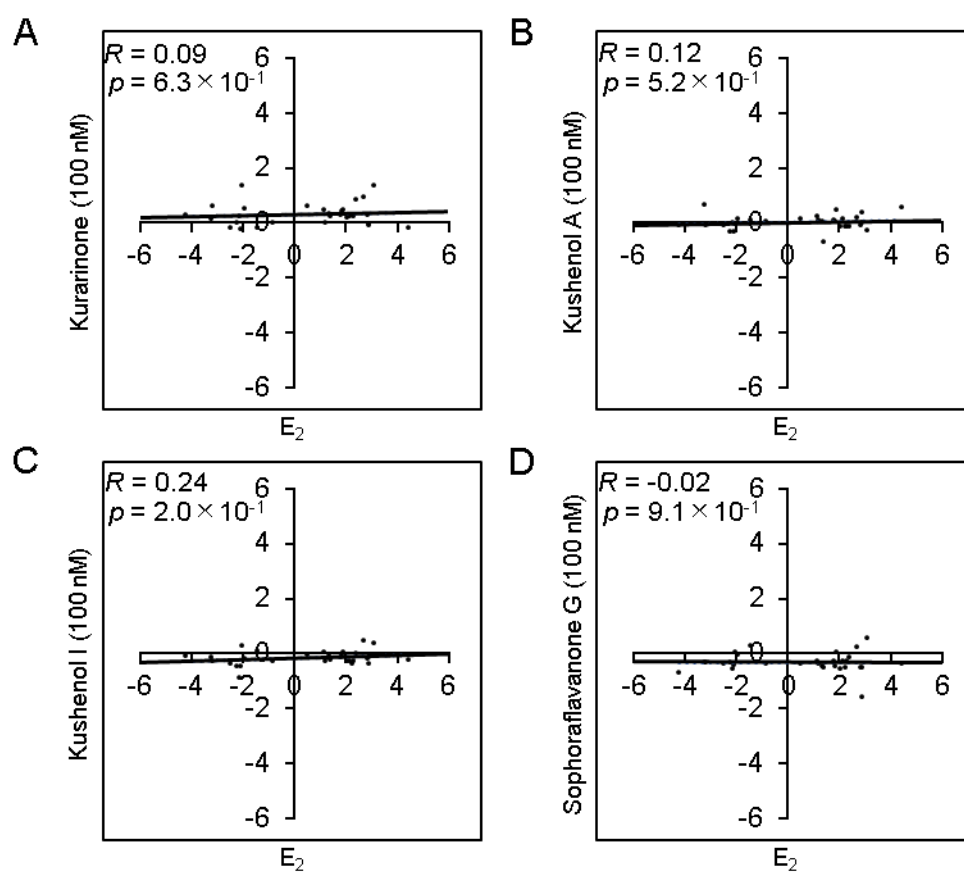 A
R = 0.09
p = 6.3×10⁻¹
Kurarinone (100 nM)
6
4
2
0
-2
-4
-6
-6 -4 -2 0 2 4 6
E₂
B
R = 0.12
p = 5.2×10⁻¹
Kushenol A (100 nM)
6
4
2
0
-2
-4
-6
-6 -4 -2 0 2 4 6
E₂
C
R = 0.24
p = 2.0×10⁻¹
Kushenol I (100 nM)
6
4
2
0
-2
-4
-6
-6 -4 -2 0 2 4 6
E₂
D
R = -0.02
p = 9.1×10⁻¹
Sophoraflavanone G (100 nM)
6
4
2
0
-2
-4
-6
-6 -4 -2 0 2 4 6
E₂